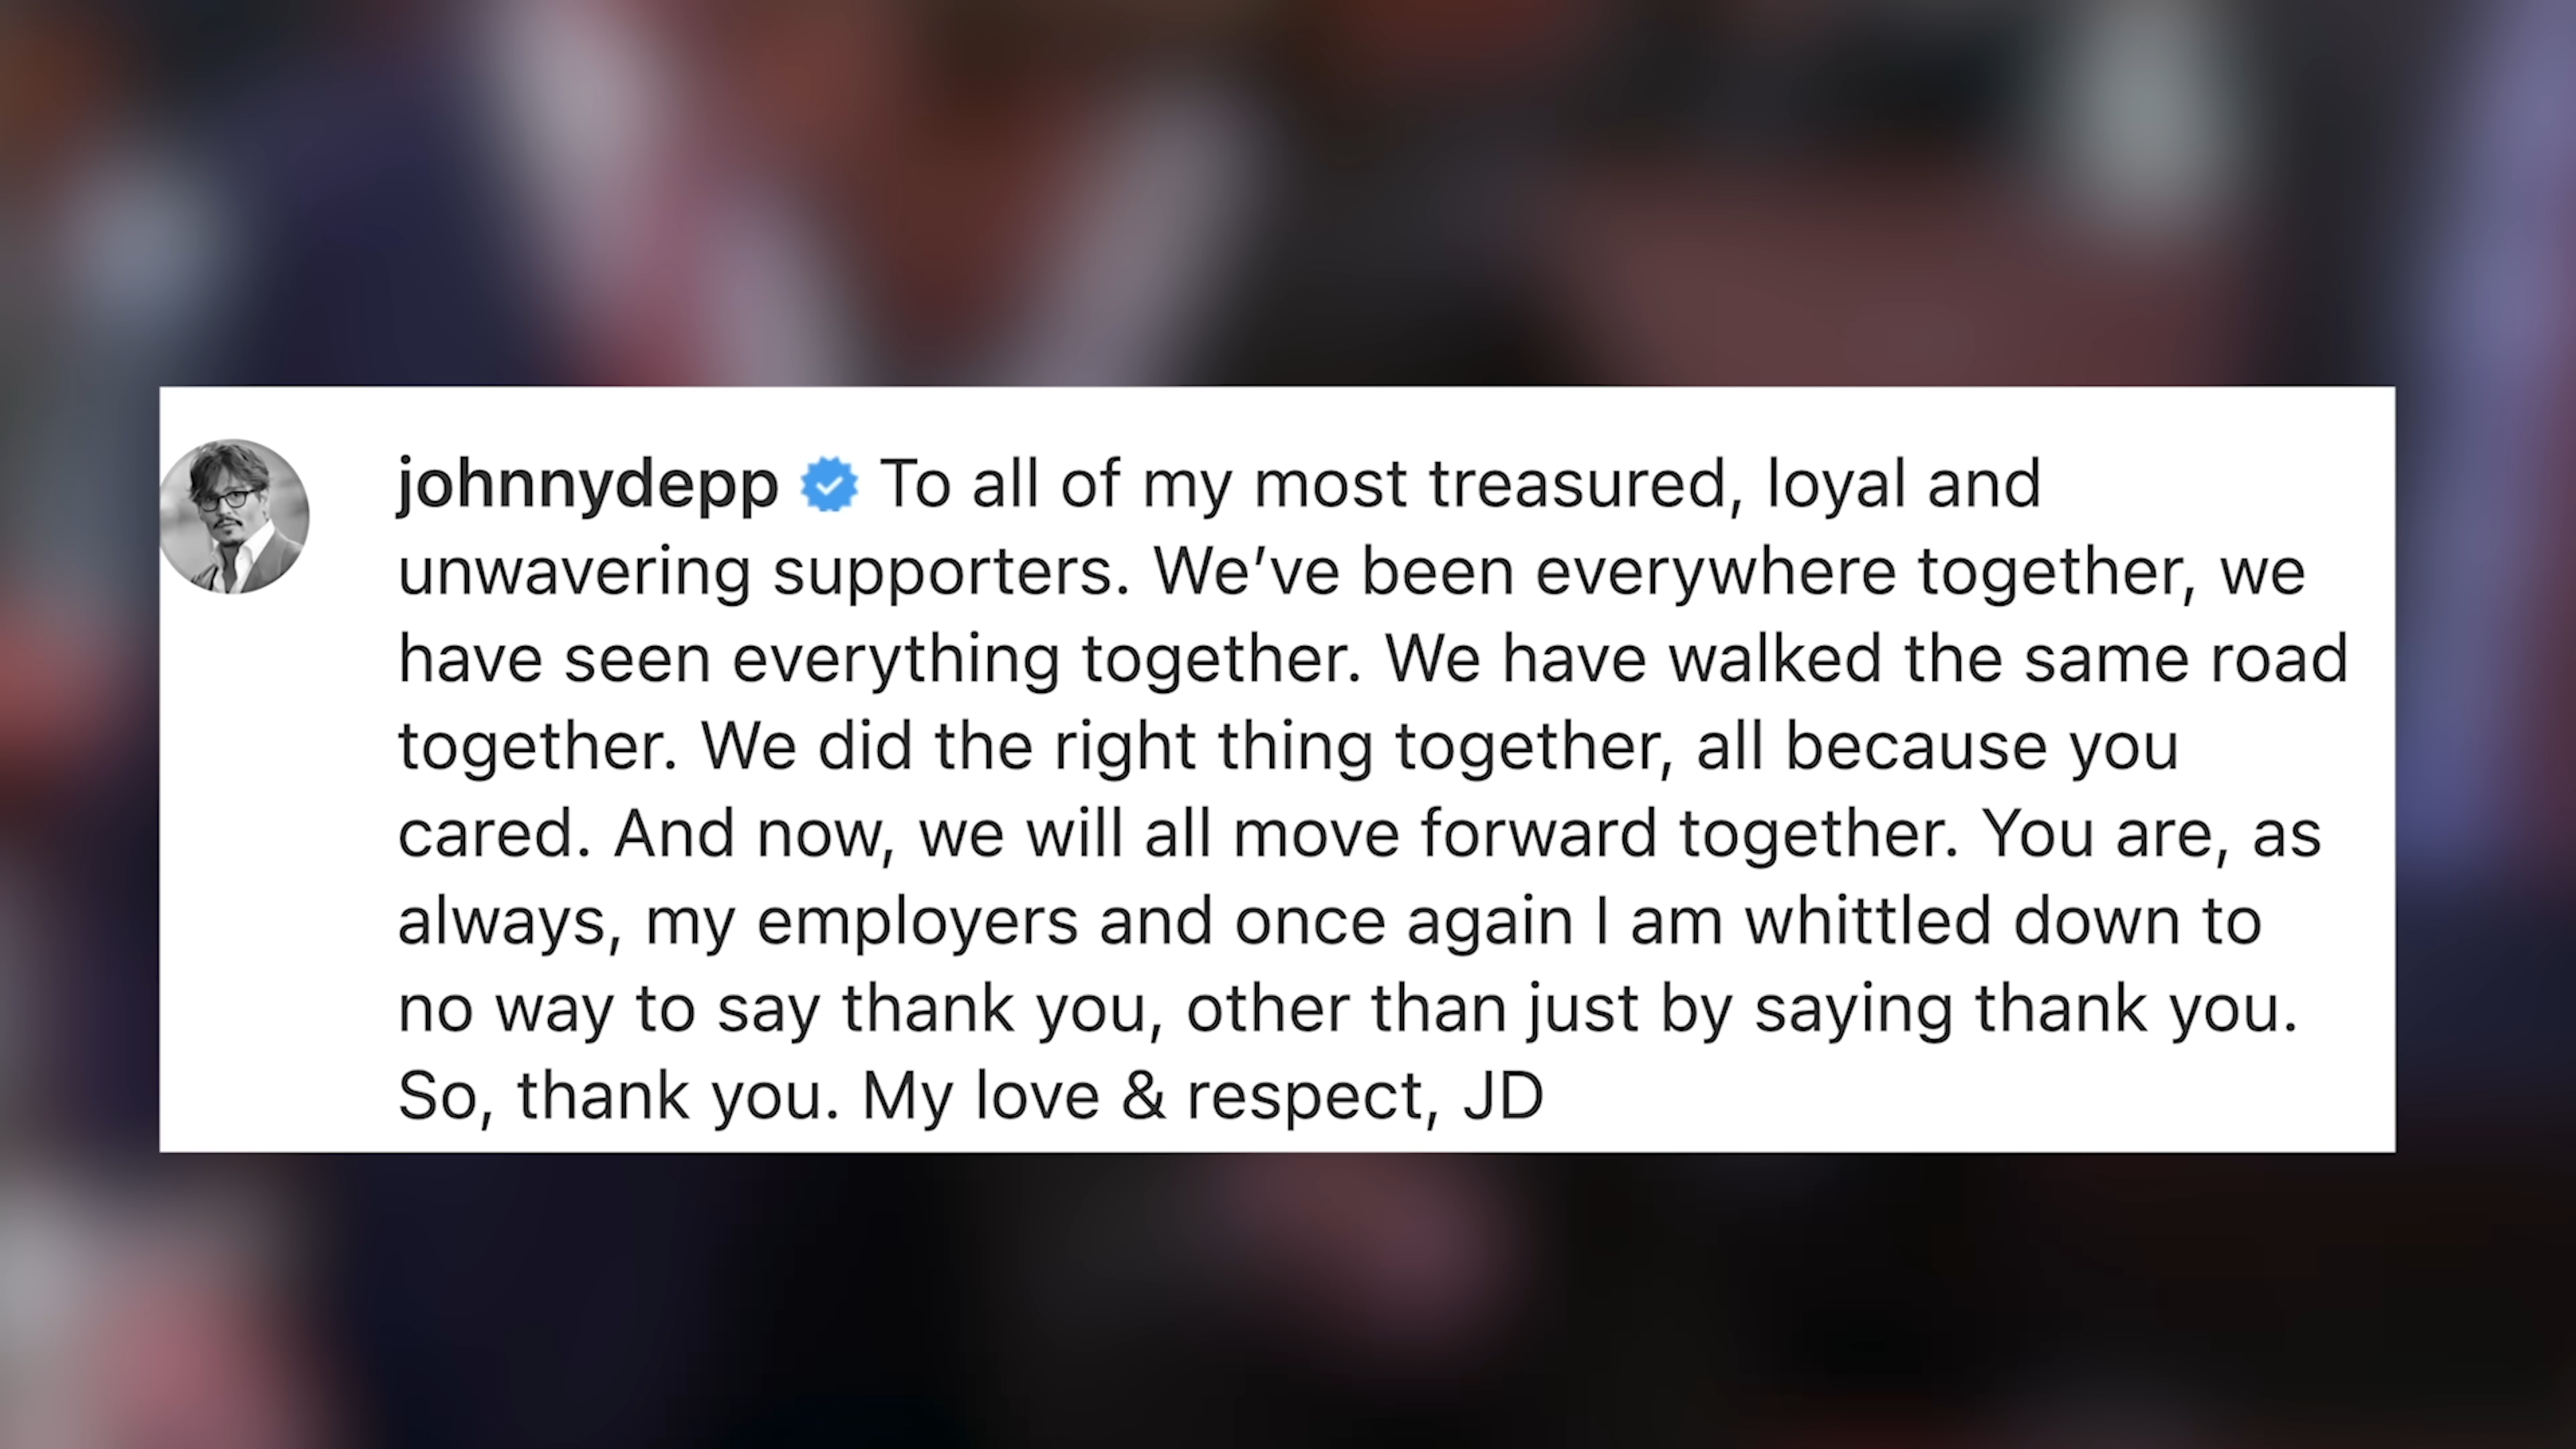 johnnydepp To all of my most treasured, loyal and
unwavering supporters. We’ve been everywhere together, we
have seen everything together. We have walked the same road
together. We did the right thing together, all because you
cared. And now, we will all move forward together. You are, as
always, my employers and once again I am whittled down to
no way to say thank you, other than just by saying thank you.
So, thank you. My love & respect, JD